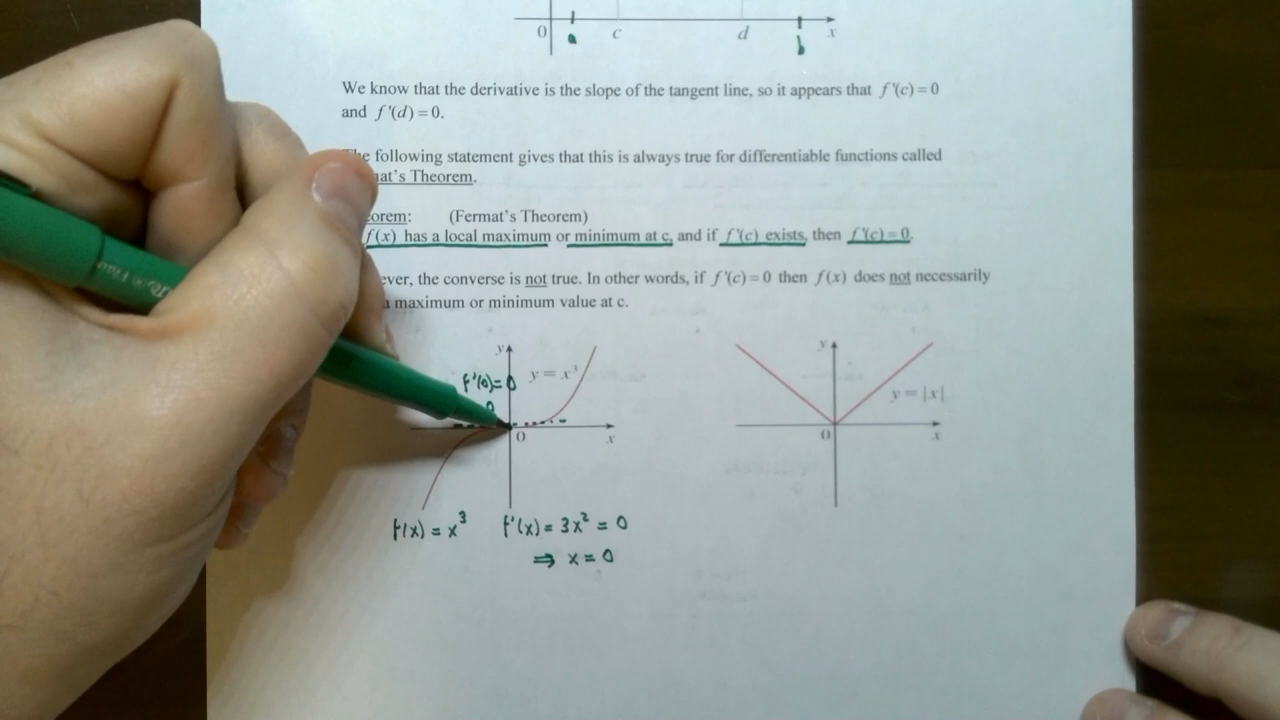 0 c d x
a b
We know that the derivative is the slope of the tangent line, so it appears that f'(c)=0
and f'(d)=0.
following statement gives that this is always true for differentiable functions called
Theorem.
(Fermat's Theorem)
f(x) has a local maximum or minimum at c, and if f'(c) exists, then f'(c)=0.
the converse is not true. In other words, if f'(c)=0 then f(x) does not necessarily
maximum or minimum value at c.
y y
f'(0)=0 y = x³
y = |x|
0 x 0 x
f(x) = x³ f'(x) = 3x² = 0
⇒ x = 0